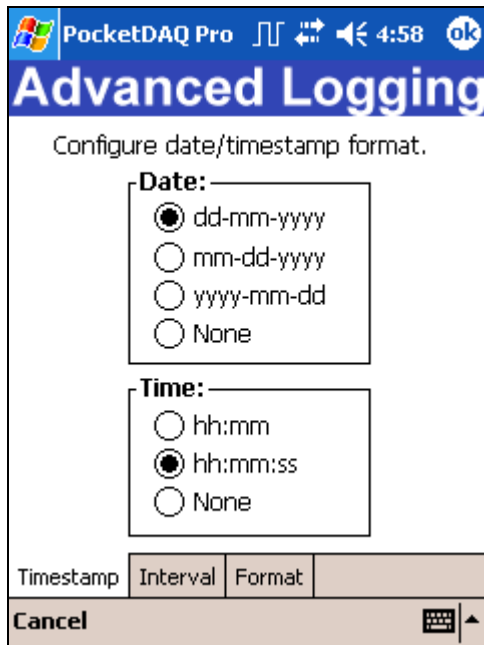 PocketDAQ Pro 4:58 ok
Advanced Logging
Configure date/timestamp format.
Date:
dd-mm-yyyy
mm-dd-yyyy
yyyy-mm-dd
None
Time:
hh:mm
hh:mm:ss
None
Timestamp Interval Format
Cancel